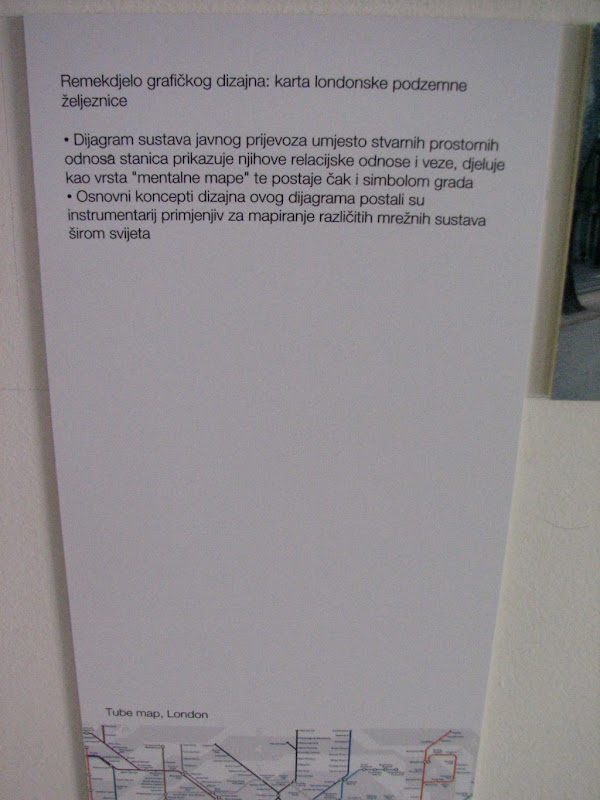 Remekdjelo grafičkog dizajna: karta londonske podzemne
željeznice
• Dijagram sustava javnog prijevoza umjesto stvarnih prostornih
odnosa stanica prikazuje njihove relacijske odnose i veze, djeluje
kao vrsta "mentalne mape" te postaje čak i simbolom grada
• Osnovni koncepti dizajna ovog dijagrama postali su
instrumentarij primjenjiv za mapiranje različitih mrežnih sustava
širom svijeta
Tube map, London